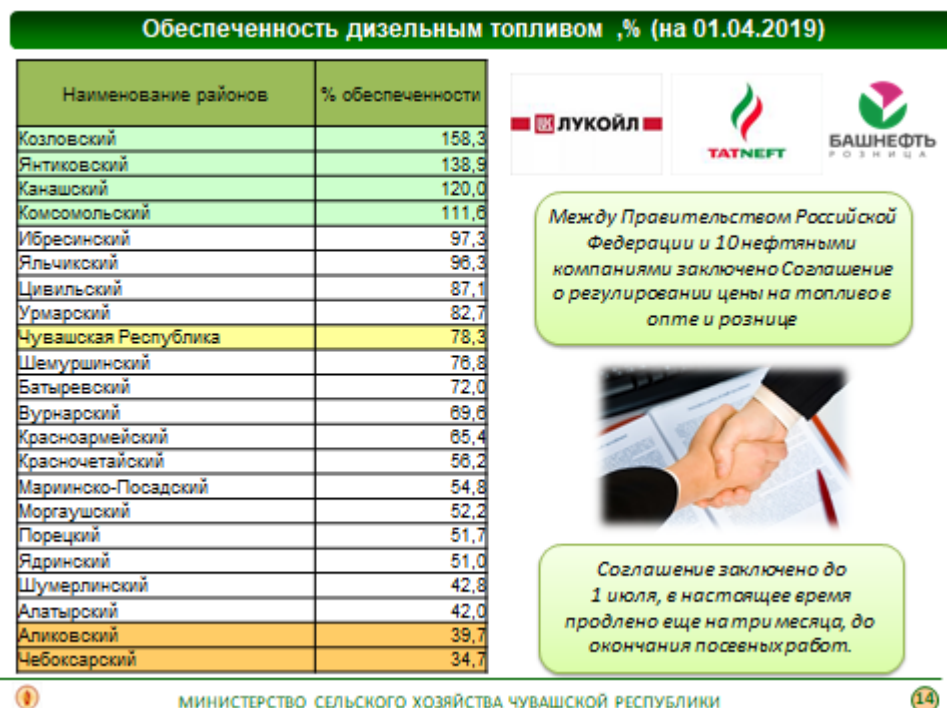 Обеспеченность дизельным топливом ,% (на 01.04.2019)
Наименование районов % обеспеченности
Козловский 158,3
Янтиковский 138,9
Канашский 120,0
Комсомольский 111,6
Ибресинский 97,3
Яльчикский 96,3
Цивильский 87,1
Урмарский 82,7
Чувашская Республика 78,3
Шемуршинский 76,8
Батыревский 72,0
Вурнарский 69,6
Красноармейский 65,4
Красночетайский 56,2
Мариинско-Посадский 54,8
Моргаушский 52,2
Порецкий 51,7
Ядринский 51,0
Шумерлинский 42,8
Алатырский 42,0
Аликовский 39,7
Чебоксарский 34,7
ЛУКОЙЛ
TATNEFT
БАШНЕФТЬ
РОЗНИЦА
Между Правительством Российской
Федерации и 10 нефтяными
компаниями заключено Соглашение
о регулировании цены на топливо в
опте и рознице
Соглашение заключено до
1 июля, в настоящее время
продлено еще на три месяца, до
окончания посевных работ.
МИНИСТЕРСТВО СЕЛЬСКОГО ХОЗЯЙСТВА ЧУВАШСКОЙ РЕСПУБЛИКИ
14